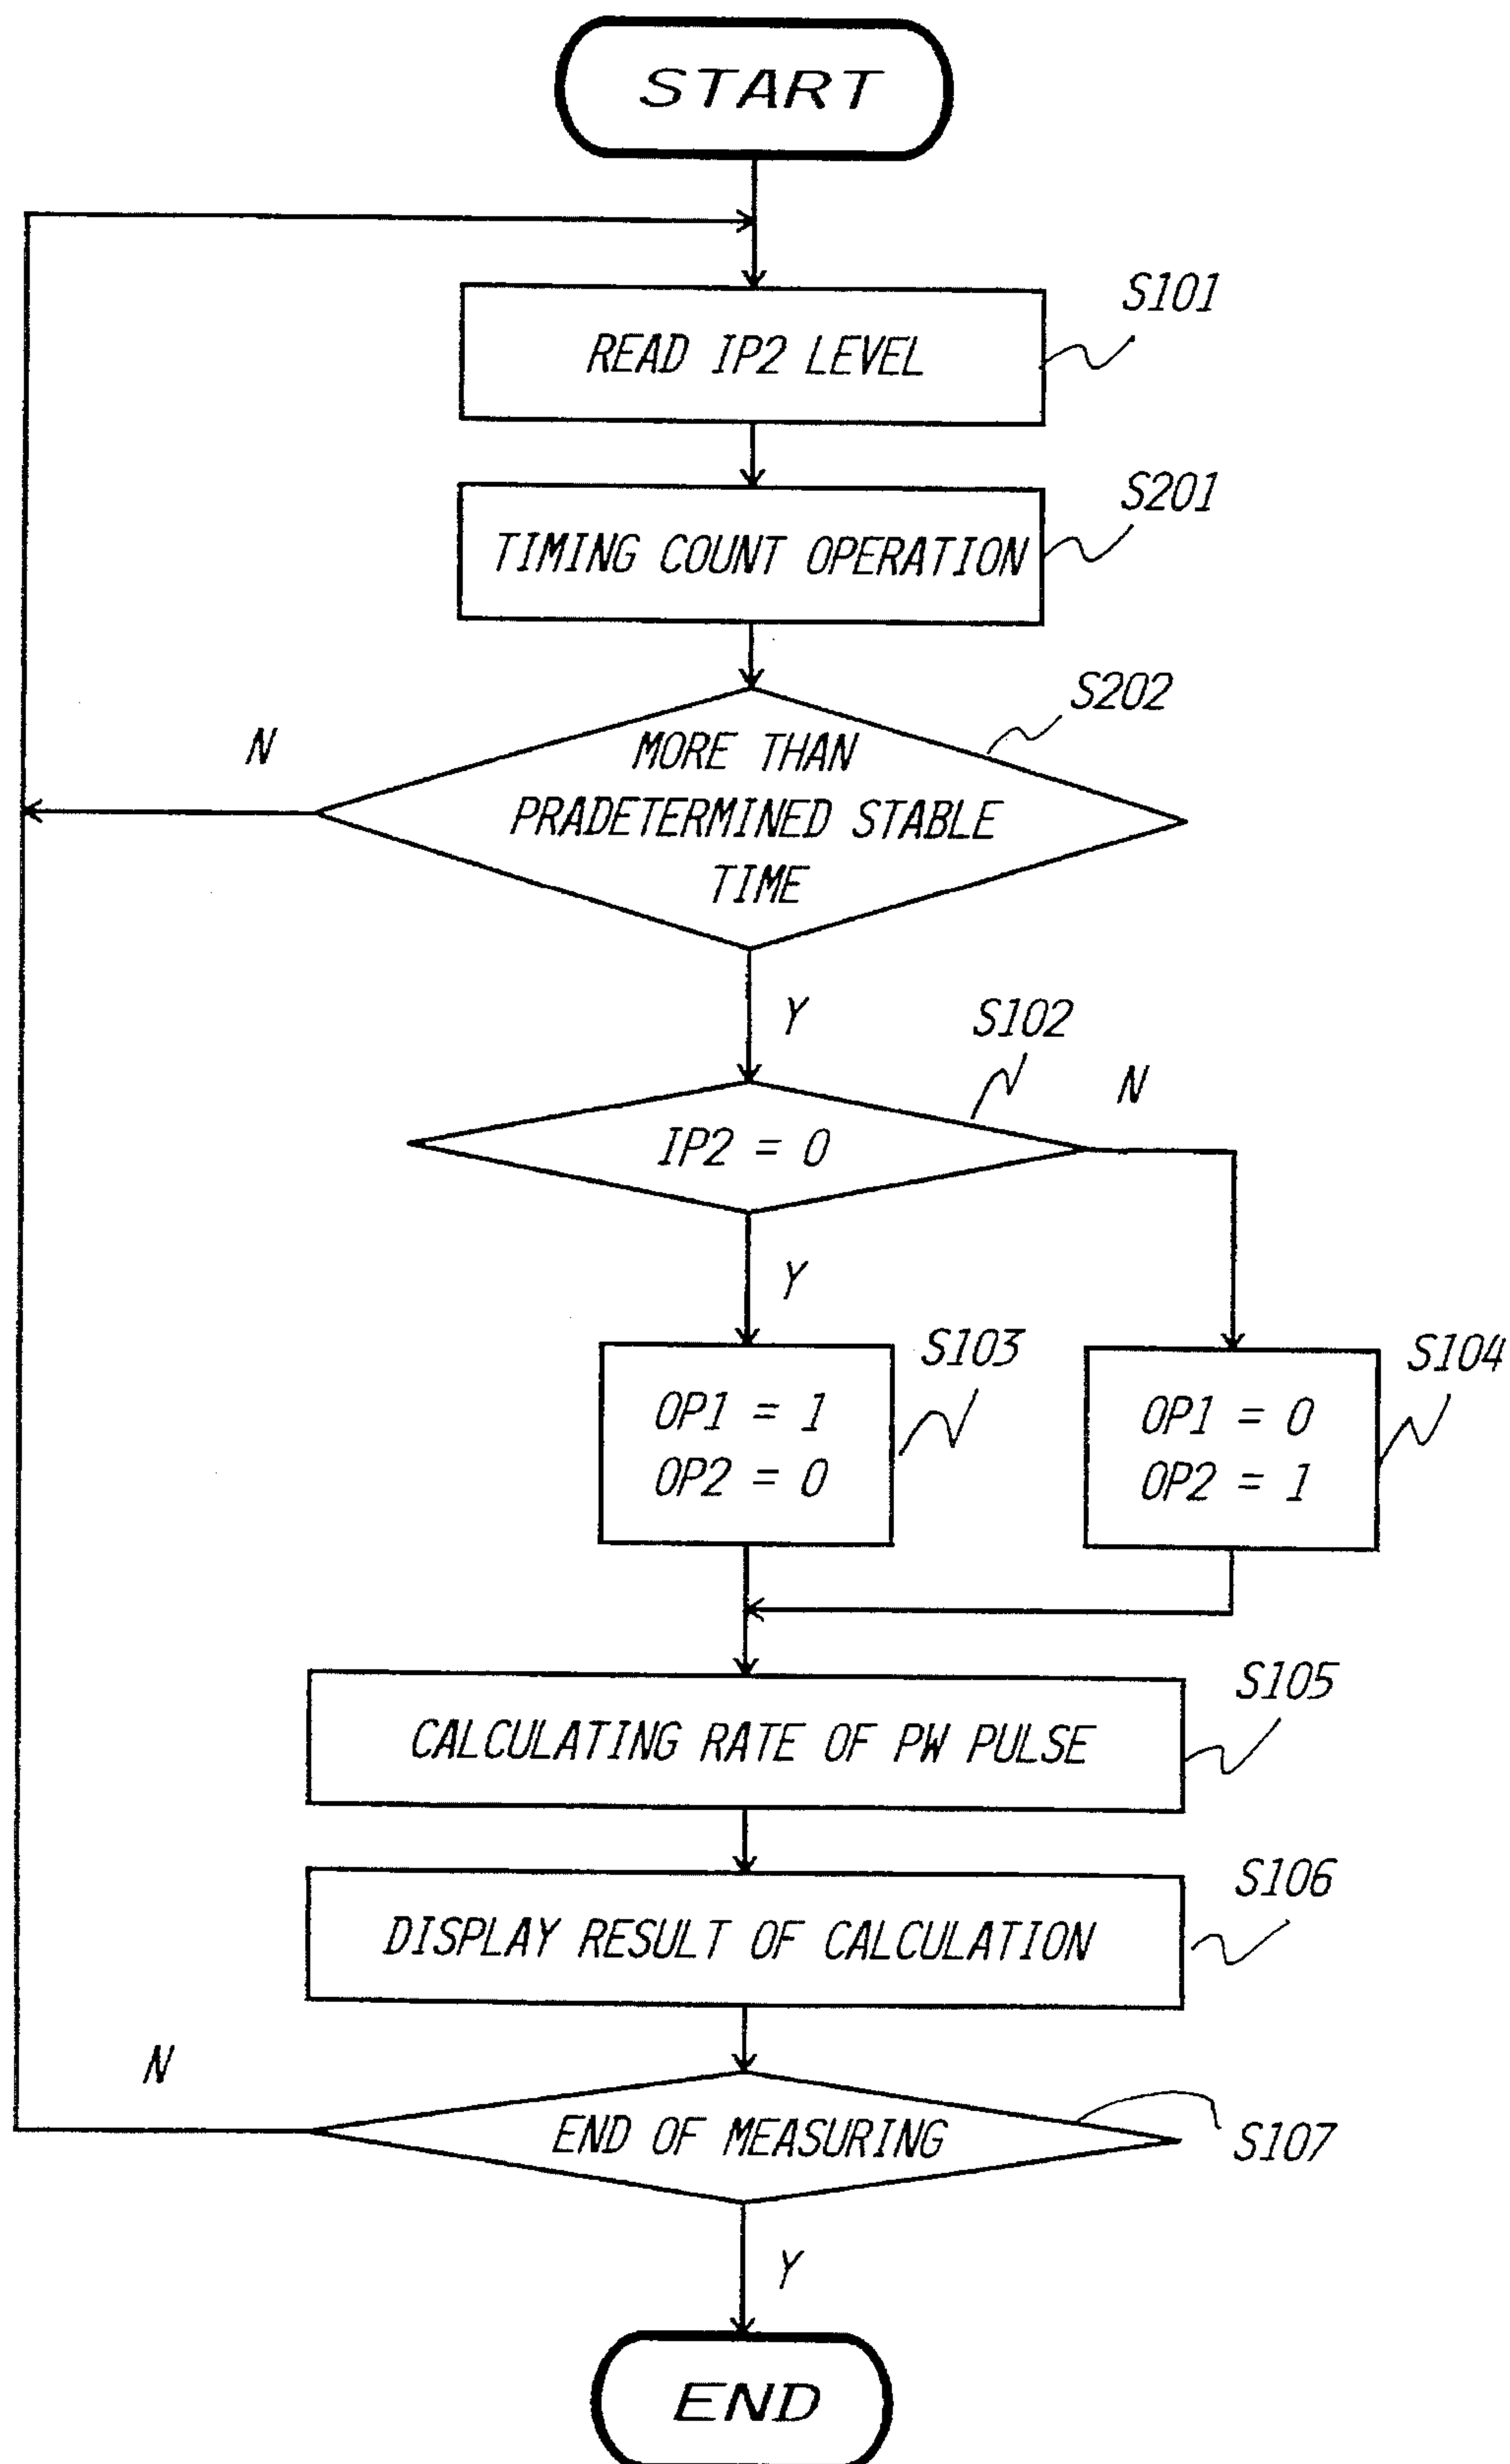 START
S101
READ IP2 LEVEL
S201
TIMING COUNT OPERATION
S202
N
MORE THAN
PRADETERMINED STABLE
TIME
Y
S102
N
IP2 = 0
Y
S103
S104
OP1 = 1
OP2 = 0
OP1 = 0
OP2 = 1
S105
CALCULATING RATE OF PW PULSE
S106
DISPLAY RESULT OF CALCULATION
N
END OF MEASURING
S107
Y
END